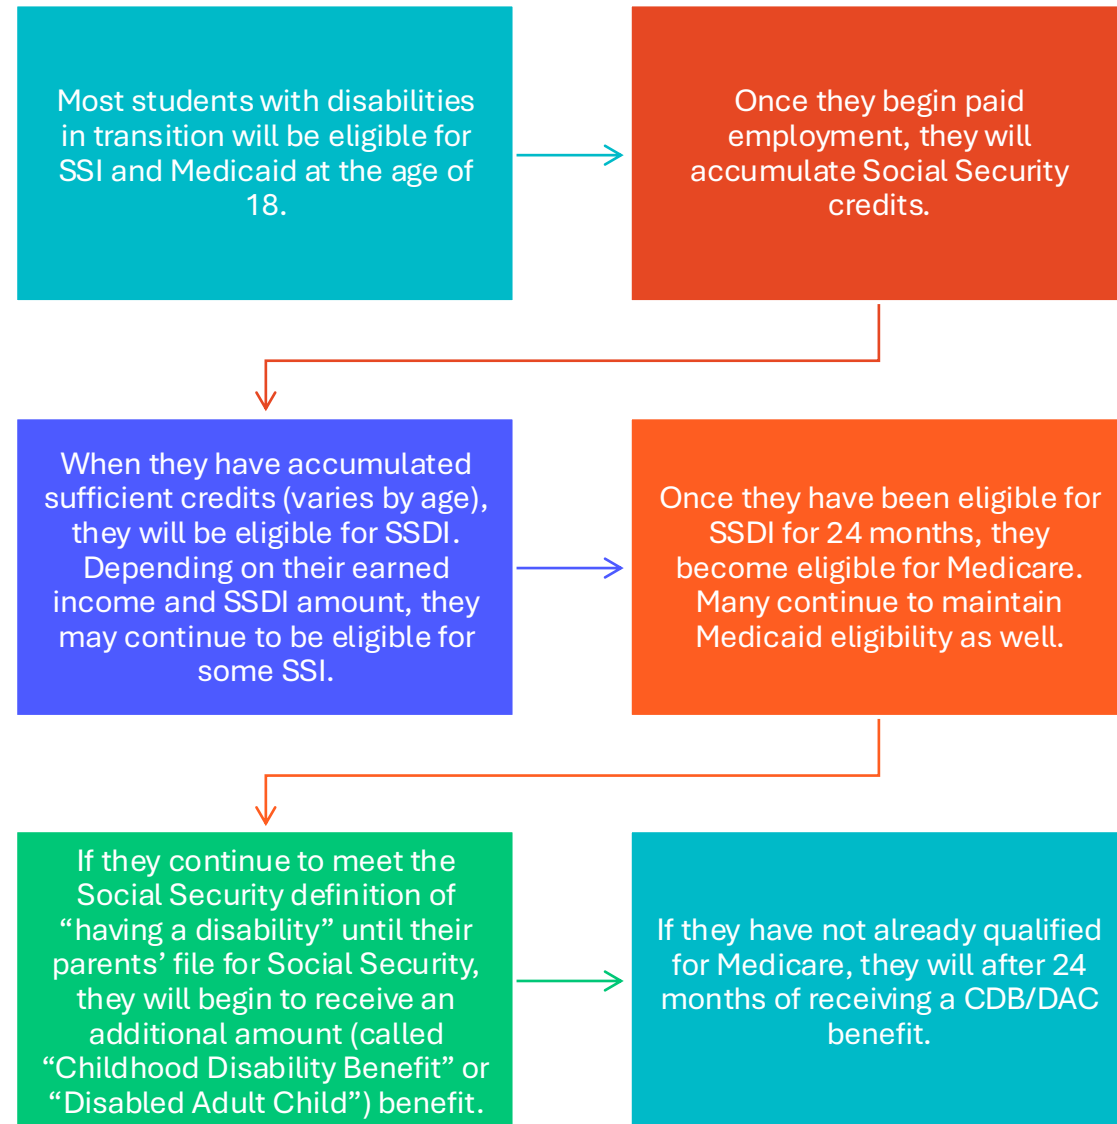 Most students with disabilities
in transition will be eligible for
SSI and Medicaid at the age of
18.
Once they begin paid
employment, they will
accumulate Social Security
credits.
When they have accumulated
sufficient credits (varies by age),
they will be eligible for SSDI.
Depending on their earned
income and SSDI amount, they
may continue to be eligible for
some SSI.
Once they have been eligible for
SSDI for 24 months, they
become eligible for Medicare.
Many continue to maintain
Medicaid eligibility as well.
If they continue to meet the
Social Security definition of
“having a disability” until their
parents’ file for Social Security,
they will begin to receive an
additional amount (called
“Childhood Disability Benefit” or
“Disabled Adult Child”) benefit.
If they have not already qualified
for Medicare, they will after 24
months of receiving a CDB/DAC
benefit.